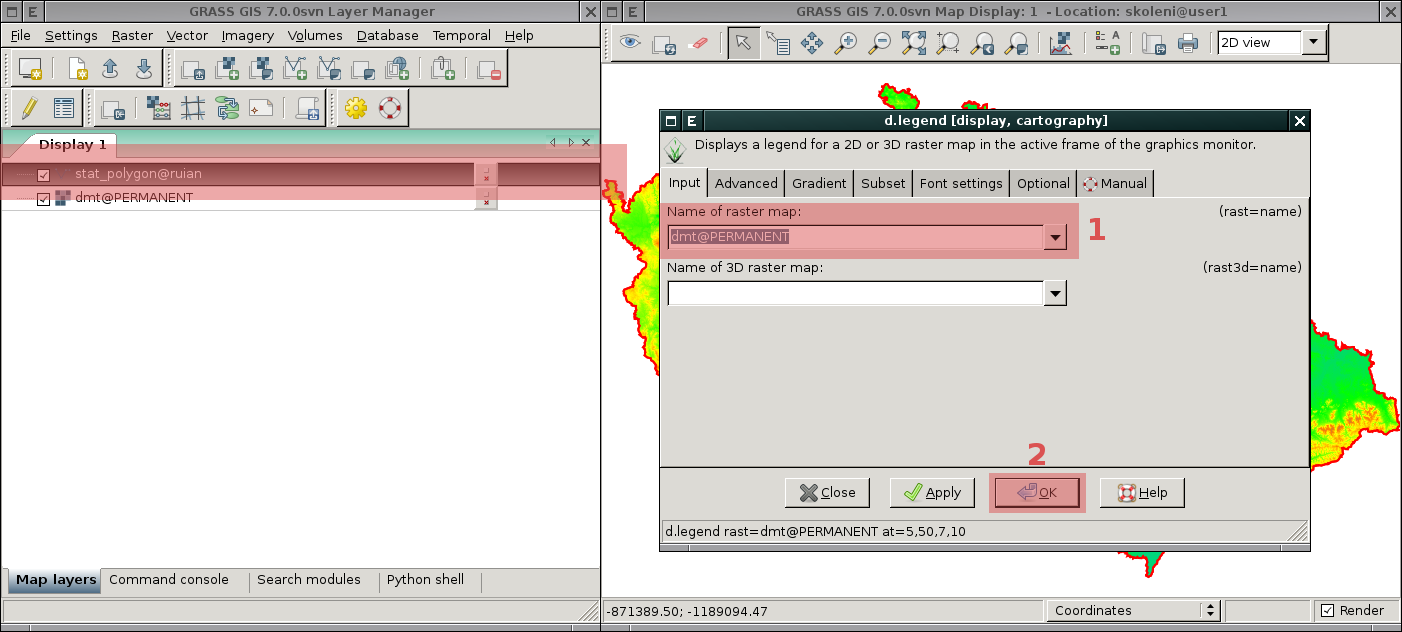 E GRASS GIS 7.0.0svn Layer Manager
File Settings Raster Vector Imagery Volumes Database Temporal Help
Display 1
stat_polygon@ruian
dmt@PERMANENT
Map layers Command console Search modules Python shell
E GRASS GIS 7.0.0svn Map Display: 1 - Location: skoleni@user1
A 2D view
E d.legend [display, cartography]
Displays a legend for a 2D or 3D raster map in the active frame of the graphics monitor.
Input Advanced Gradient Subset Font settings Optional Manual
Name of raster map: (rast=name)
dmt@PERMANENT 1
Name of 3D raster map: (rast3d=name)
2
Close Apply OK Help
d.legend rast=dmt@PERMANENT at=5,50,7,10
-871389.50; -1189094.47 Coordinates Render